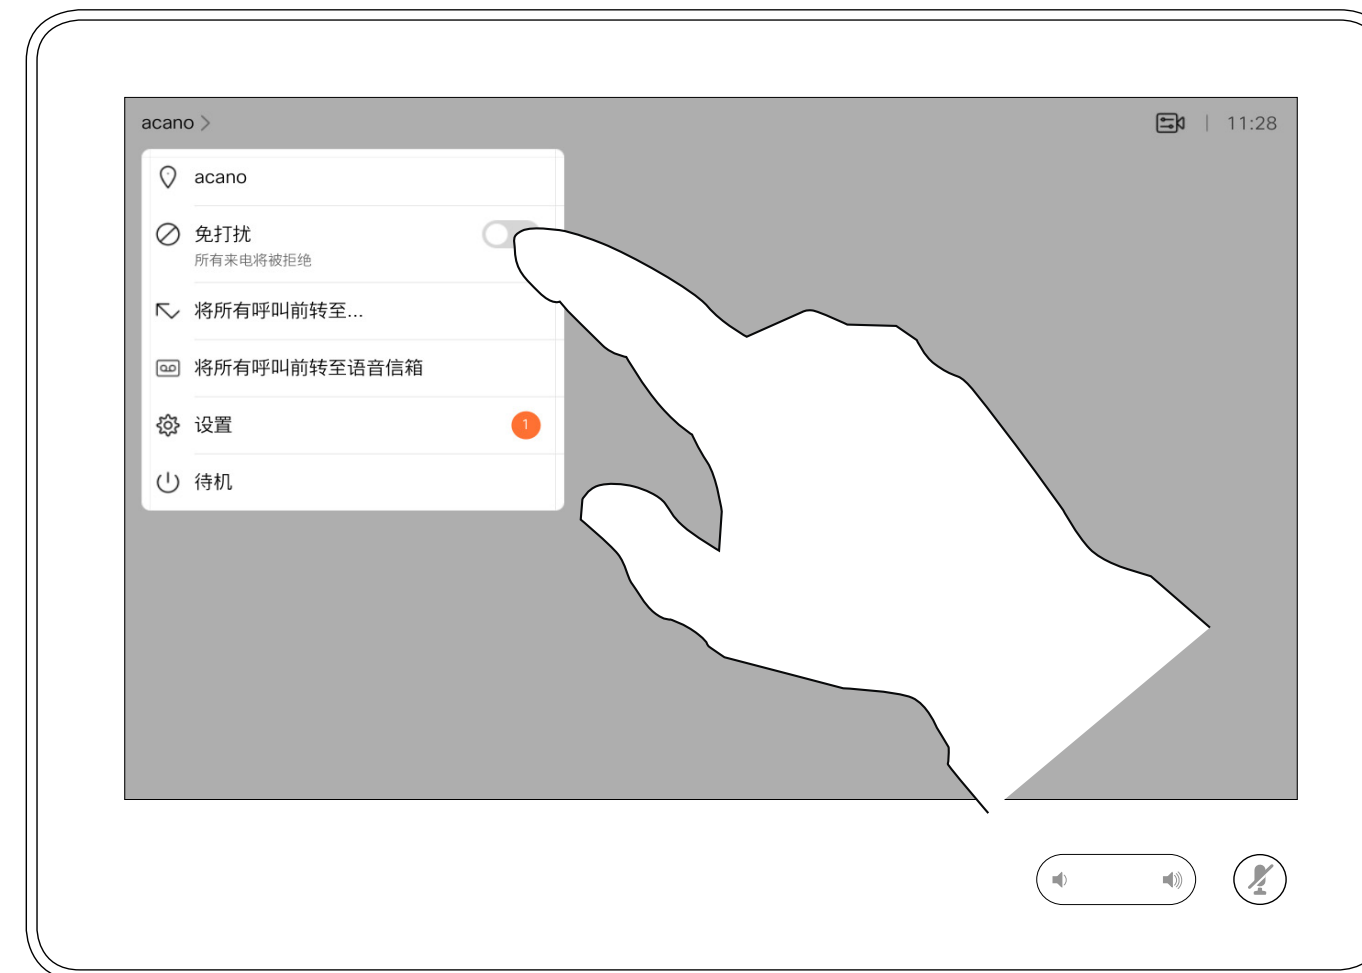 acano >
11:28
acano
免打扰
所有来电将被拒绝
将所有呼叫前转至...
将所有呼叫前转至语音信箱
设置
1
待机